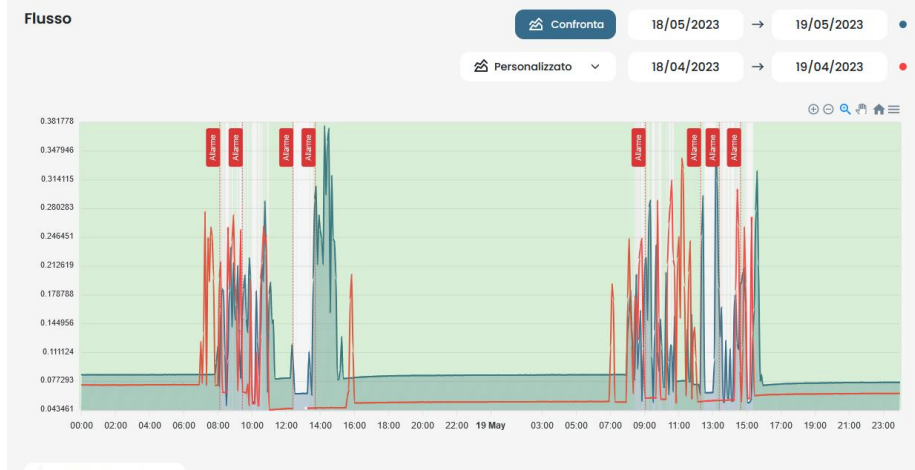 Flusso
Confronta 18/05/2023 → 19/05/2023
Personalizzato 18/04/2023 → 19/04/2023
0.381778
0.347946
0.314115
0.280283
0.246451
0.212619
0.178788
0.144956
0.111124
0.077293
0.043461
Allarme Allarme Allarme Allarme Allarme Allarme Allarme Allarme
00:00 02:00 04:00 06:00 08:00 10:00 12:00 14:00 16:00 18:00 20:00 22:00 19 May 03:00 05:00 07:00 09:00 11:00 13:00 15:00 17:00 19:00 21:00 23:00